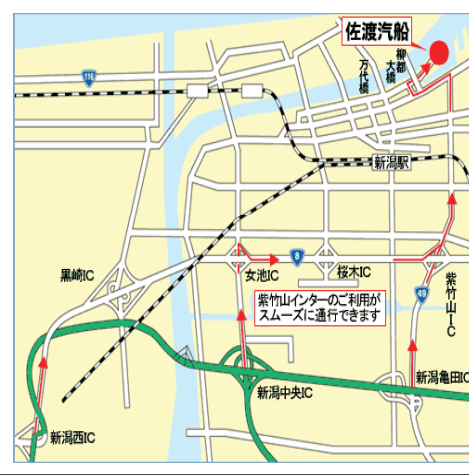 佐渡汽船
柳都大橋
万代橋
116
新潟駅
8
黒崎IC
女池IC
桜木IC
紫竹山IC
49
紫竹山インターのご利用が
スムーズに通行できます
新潟亀田IC
新潟中央IC
新潟西IC